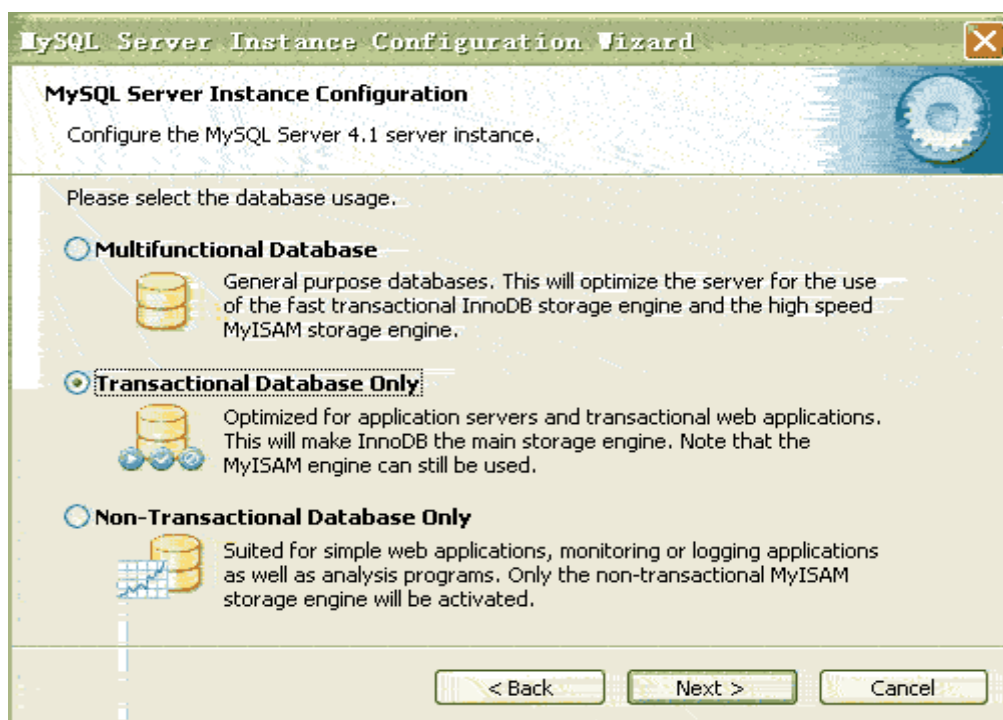 MySQL Server Instance Configuration Wizard
MySQL Server Instance Configuration
Configure the MySQL Server 4.1 server instance.
Please select the database usage.
Multifunctional Database
General purpose databases. This will optimize the server for the use
of the fast transactional InnoDB storage engine and the high speed
MyISAM storage engine.
Transactional Database Only
Optimized for application servers and transactional web applications.
This will make InnoDB the main storage engine. Note that the
MyISAM engine can still be used.
Non-Transactional Database Only
Suited for simple web applications, monitoring or logging applications
as well as analysis programs. Only the non-transactional MyISAM
storage engine will be activated.
< Back Next > Cancel